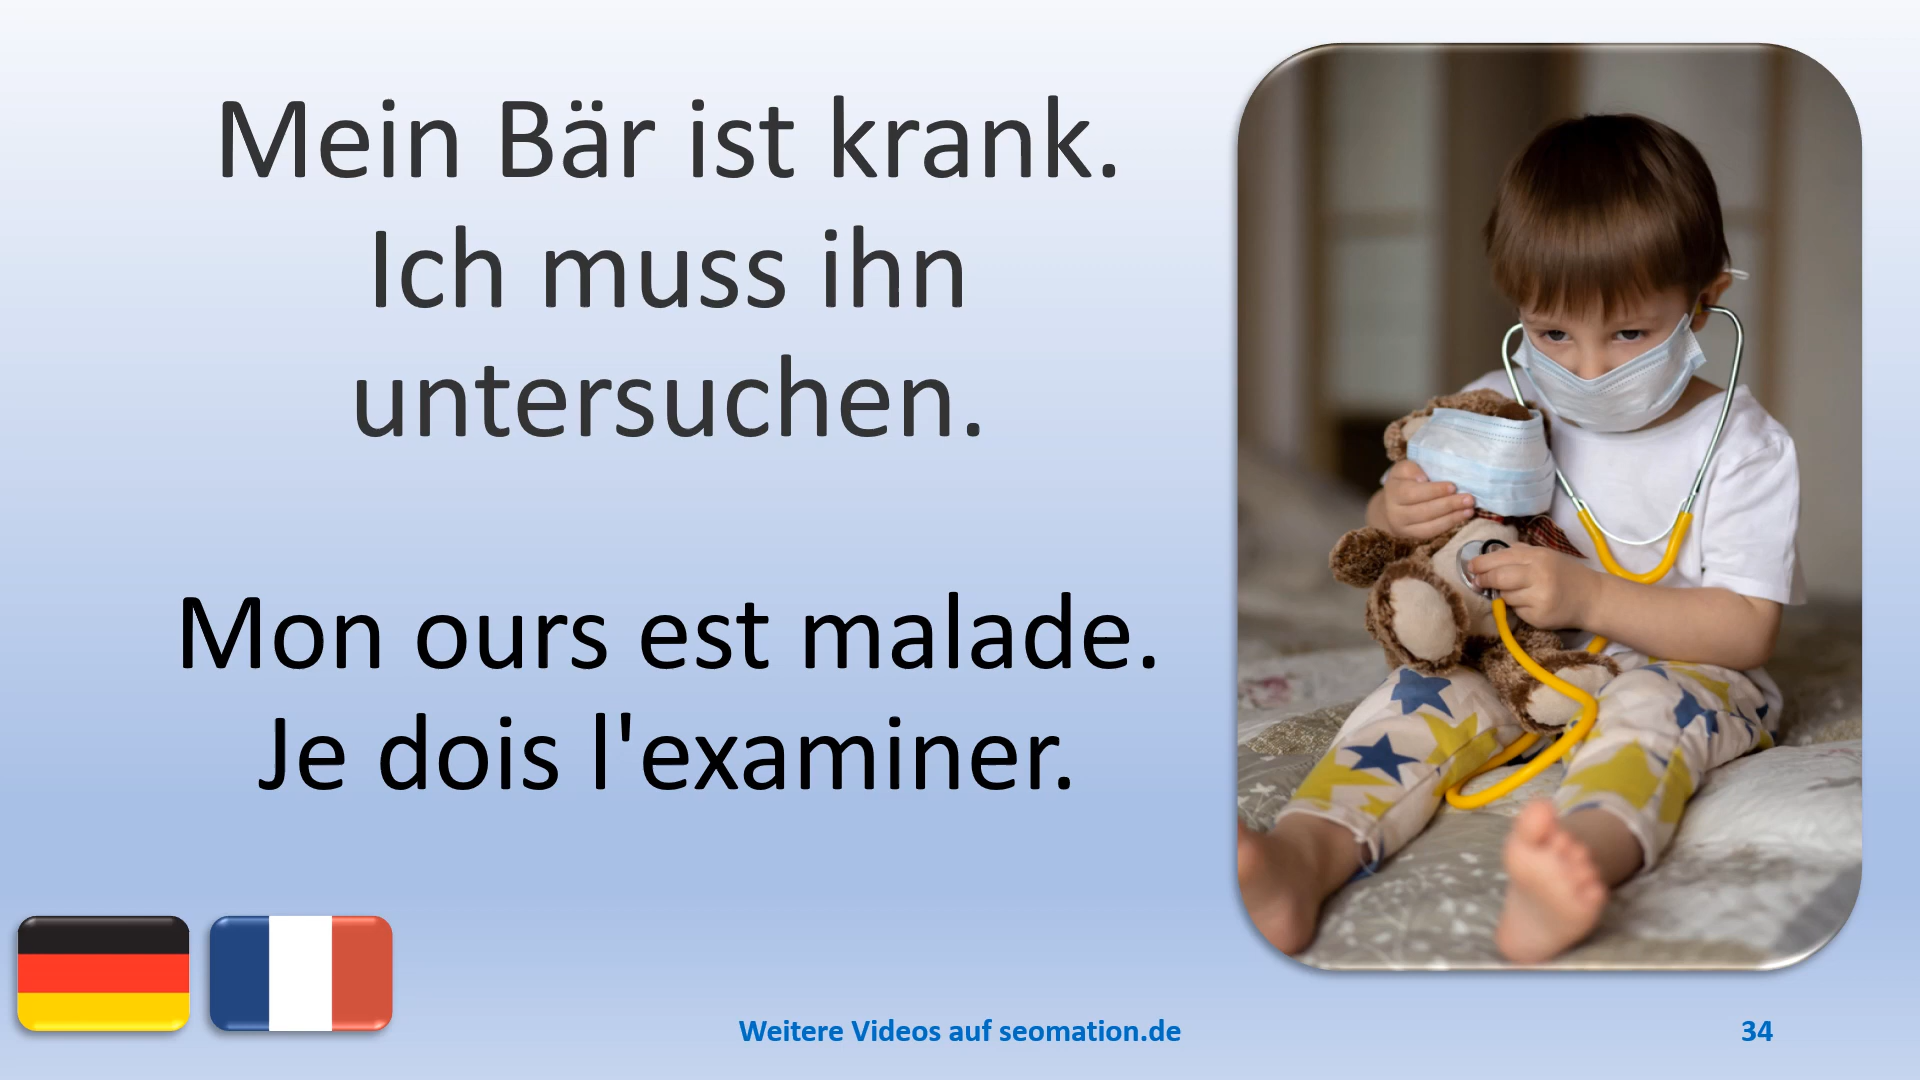 Mein Bär ist krank.
Ich muss ihn
untersuchen.
Mon ours est malade.
Je dois l'examiner.
Weitere Videos auf seomation.de
34